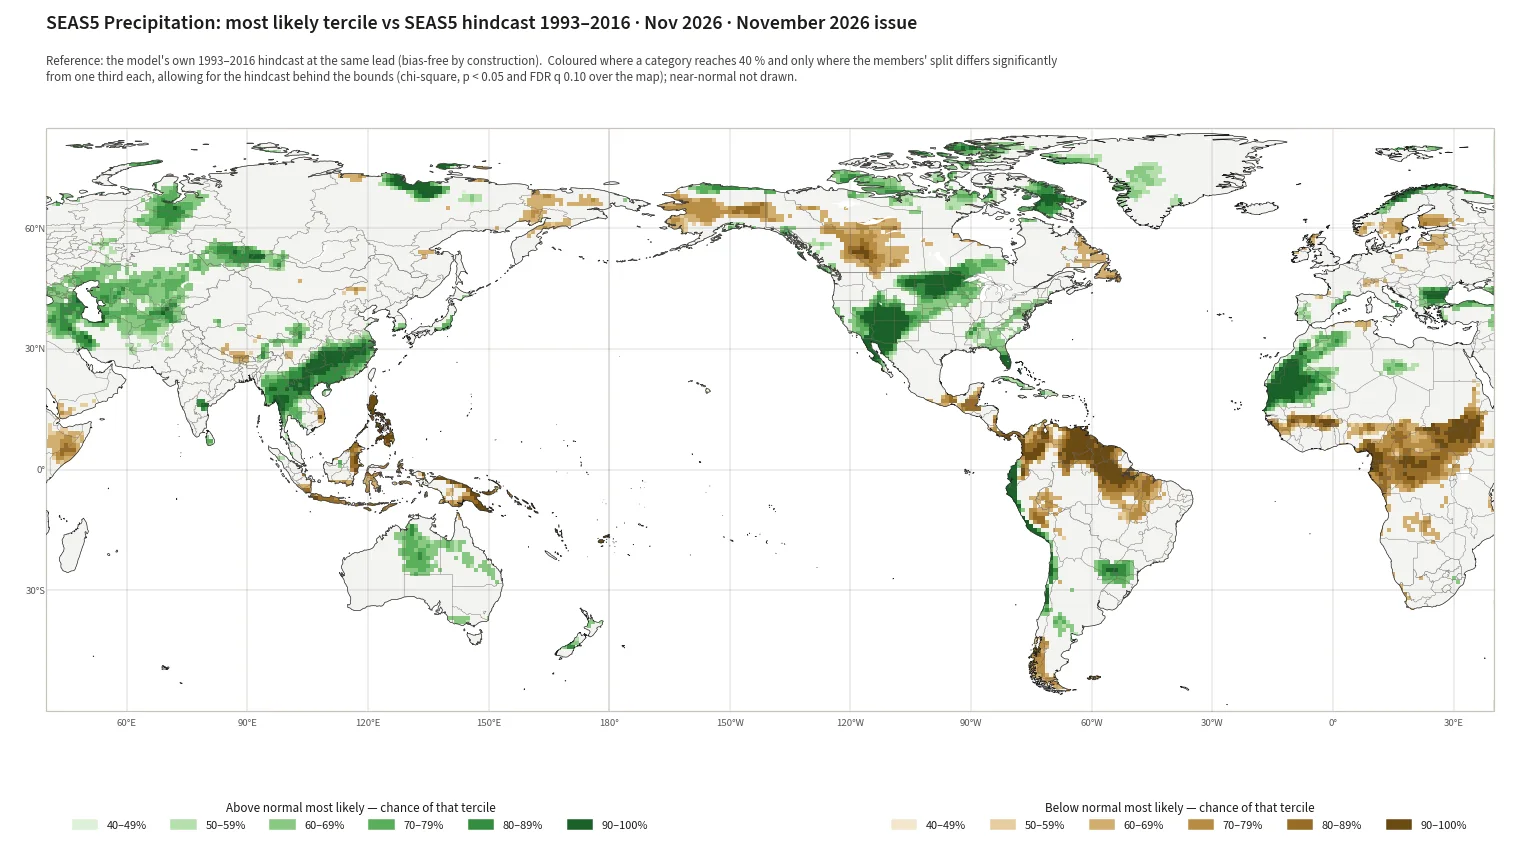 SEAS5 Precipitation: most likely tercile vs SEAS5 hindcast 1993–2016 · Nov 2026 · November 2026 issue
Reference: the model's own 1993–2016 hindcast at the same lead (bias-free by construction).  Coloured where a category reaches 40 % and only where the members' split differs significantly
from one third each, allowing for the hindcast behind the bounds (chi-square, p < 0.05 and FDR q 0.10 over the map); near-normal not drawn.
60°N
30°N
0°
30°S
60°E 90°E 120°E 150°E 180° 150°W 120°W 90°W 60°W 30°W 0° 30°E
Above normal most likely — chance of that tercile
40–49% 50–59% 60–69% 70–79% 80–89% 90–100%
Below normal most likely — chance of that tercile
40–49% 50–59% 60–69% 70–79% 80–89% 90–100%